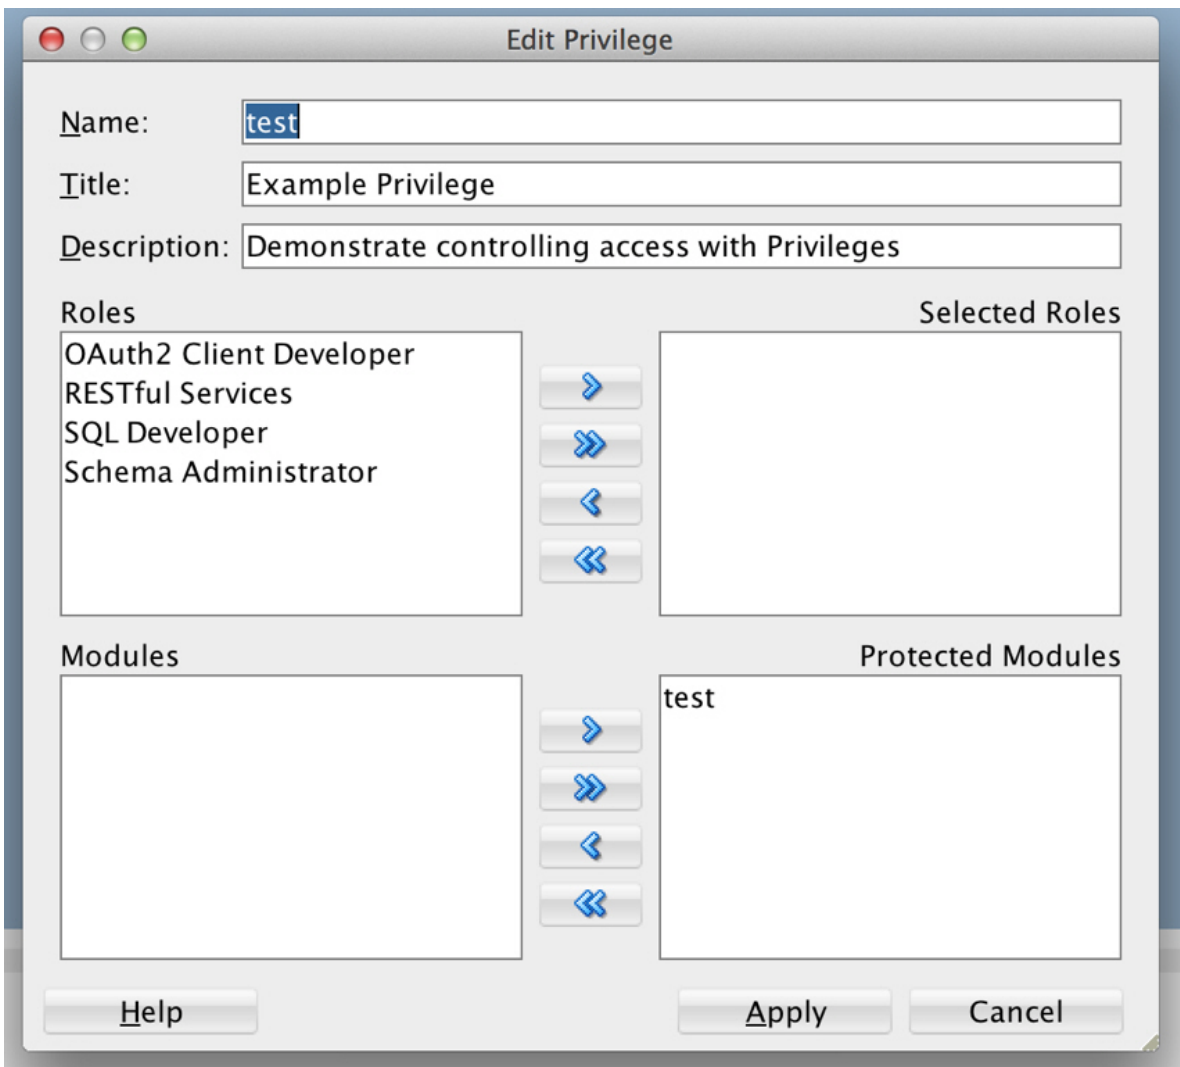 Edit Privilege
Name: test
Title: Example Privilege
Description: Demonstrate controlling access with Privileges
Roles Selected Roles
OAuth2 Client Developer
RESTful Services
SQL Developer
Schema Administrator
Modules Protected Modules
test
Help Apply Cancel